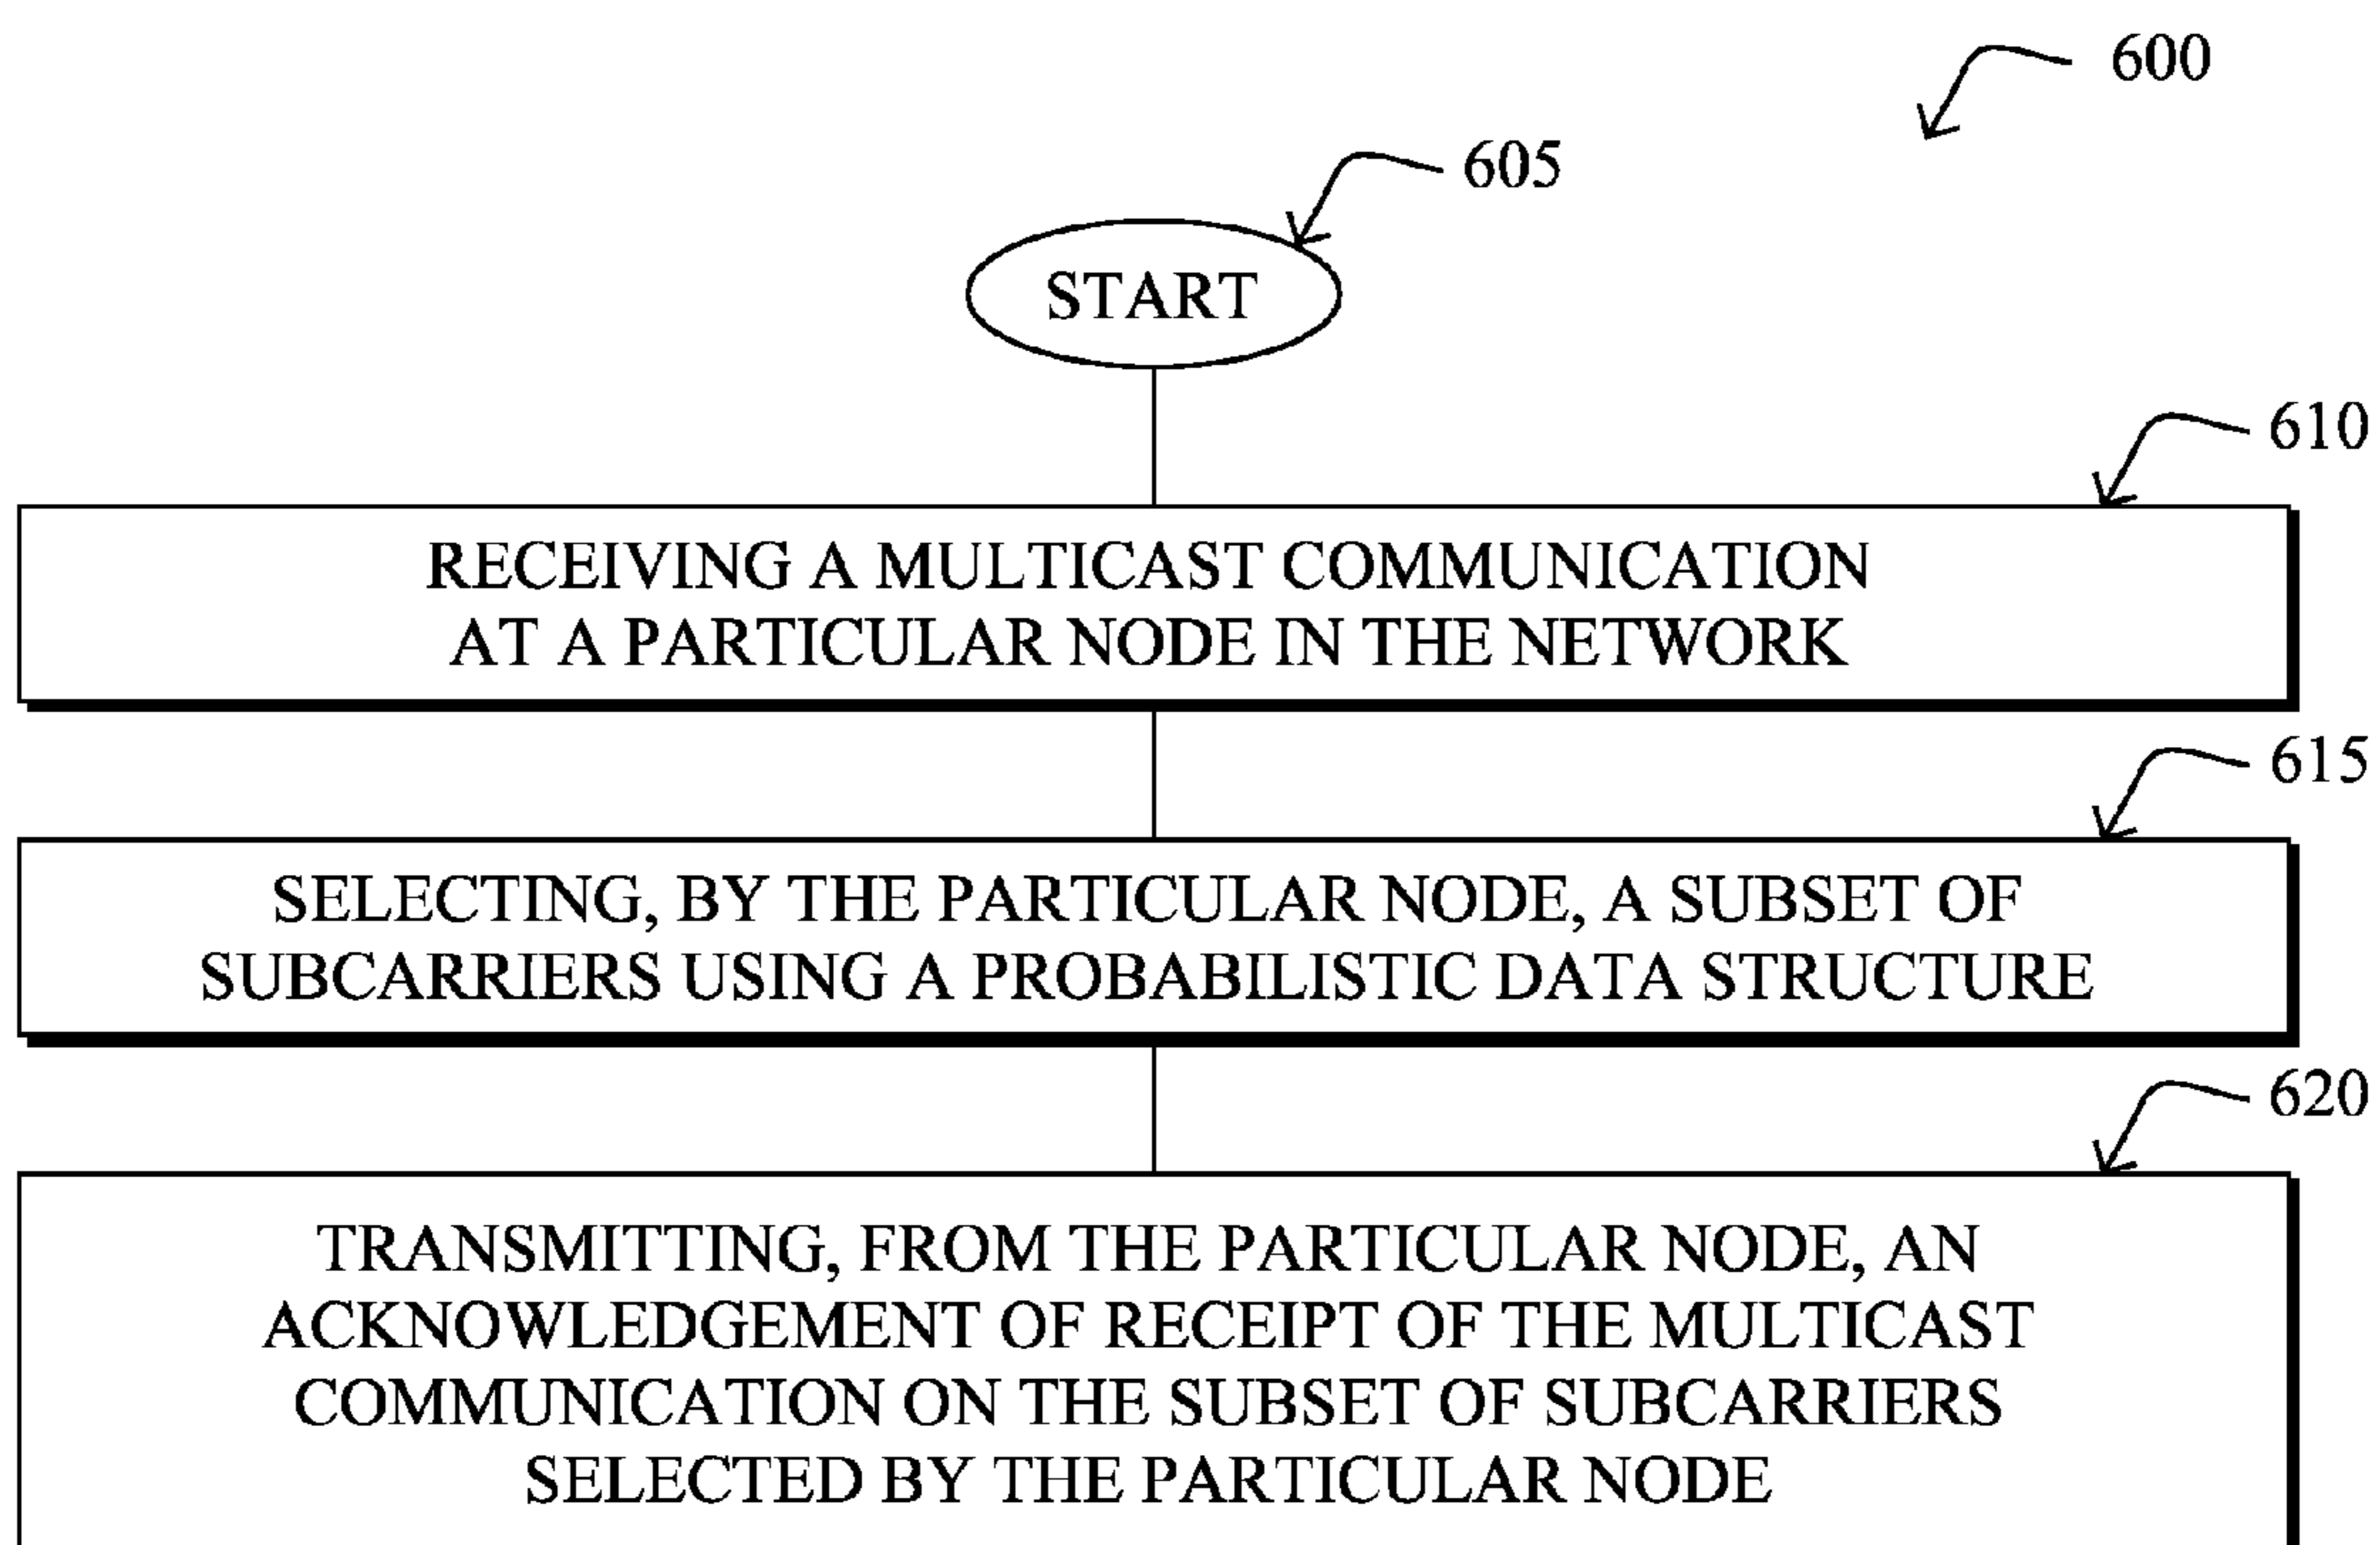 600
605
START
610
RECEIVING A MULTICAST COMMUNICATION
AT A PARTICULAR NODE IN THE NETWORK
615
SELECTING, BY THE PARTICULAR NODE, A SUBSET OF
SUBCARRIERS USING A PROBABILISTIC DATA STRUCTURE
620
TRANSMITTING, FROM THE PARTICULAR NODE, AN
ACKNOWLEDGEMENT OF RECEIPT OF THE MULTICAST
COMMUNICATION ON THE SUBSET OF SUBCARRIERS
SELECTED BY THE PARTICULAR NODE